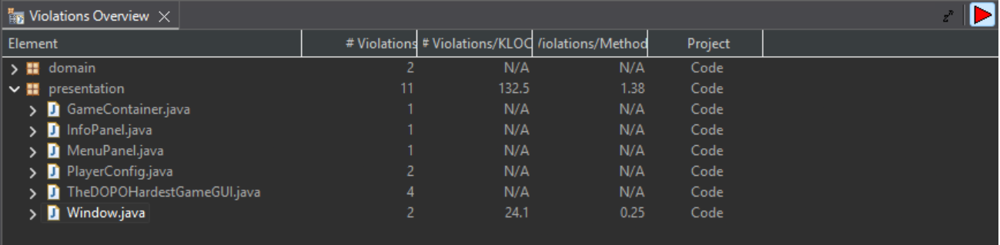 Violations Overview
Element # Violations # Violations/KLOC /iolations/Method Project
domain 2 N/A N/A Code
presentation 11 132.5 1.38 Code
GameContainer.java 1 N/A N/A Code
InfoPanel.java 1 N/A N/A Code
MenuPanel.java 1 N/A N/A Code
PlayerConfig.java 2 N/A N/A Code
TheDOPOHardestGameGUI.java 4 N/A N/A Code
Window.java 2 24.1 0.25 Code